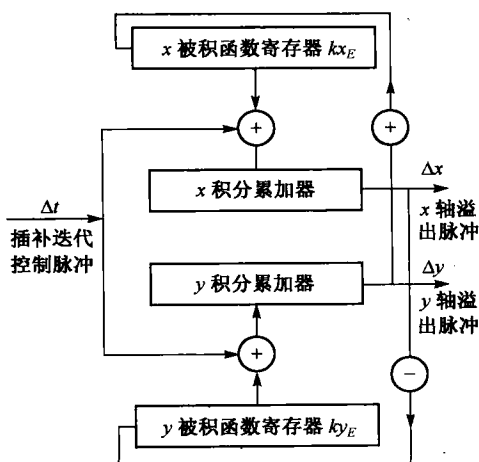 x 被积函数寄存器 kx_E
+
+
x 积分累加器
Δx
x 轴溢
出脉冲
Δt
插补迭代
控制脉冲
y 积分累加器
Δy
y 轴溢
出脉冲
+
−
y 被积函数寄存器 ky_E